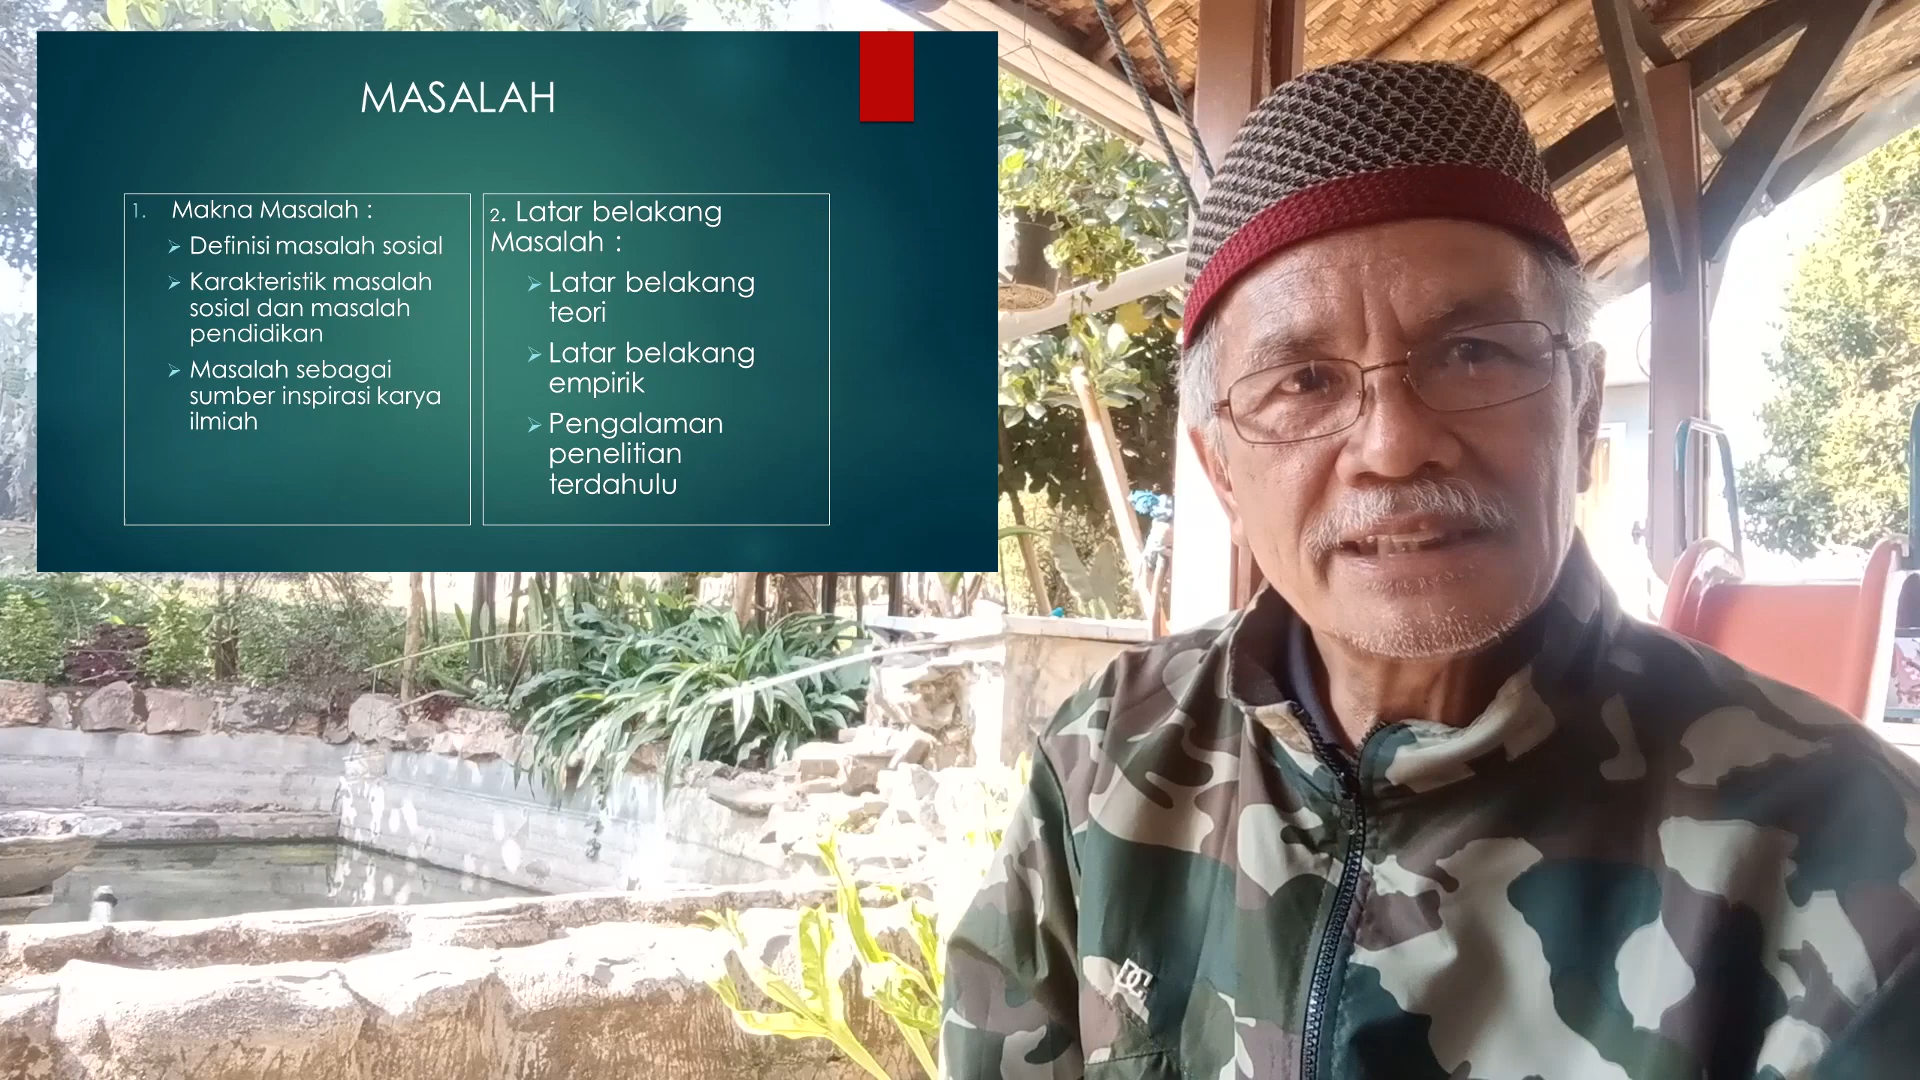 MASALAH
1. Makna Masalah :
Definisi masalah sosial
Karakteristik masalah
sosial dan masalah
pendidikan
Masalah sebagai
sumber inspirasi karya
ilmiah
2. Latar belakang
Masalah :
Latar belakang
teori
Latar belakang
empirik
Pengalaman
penelitian
terdahulu
DC